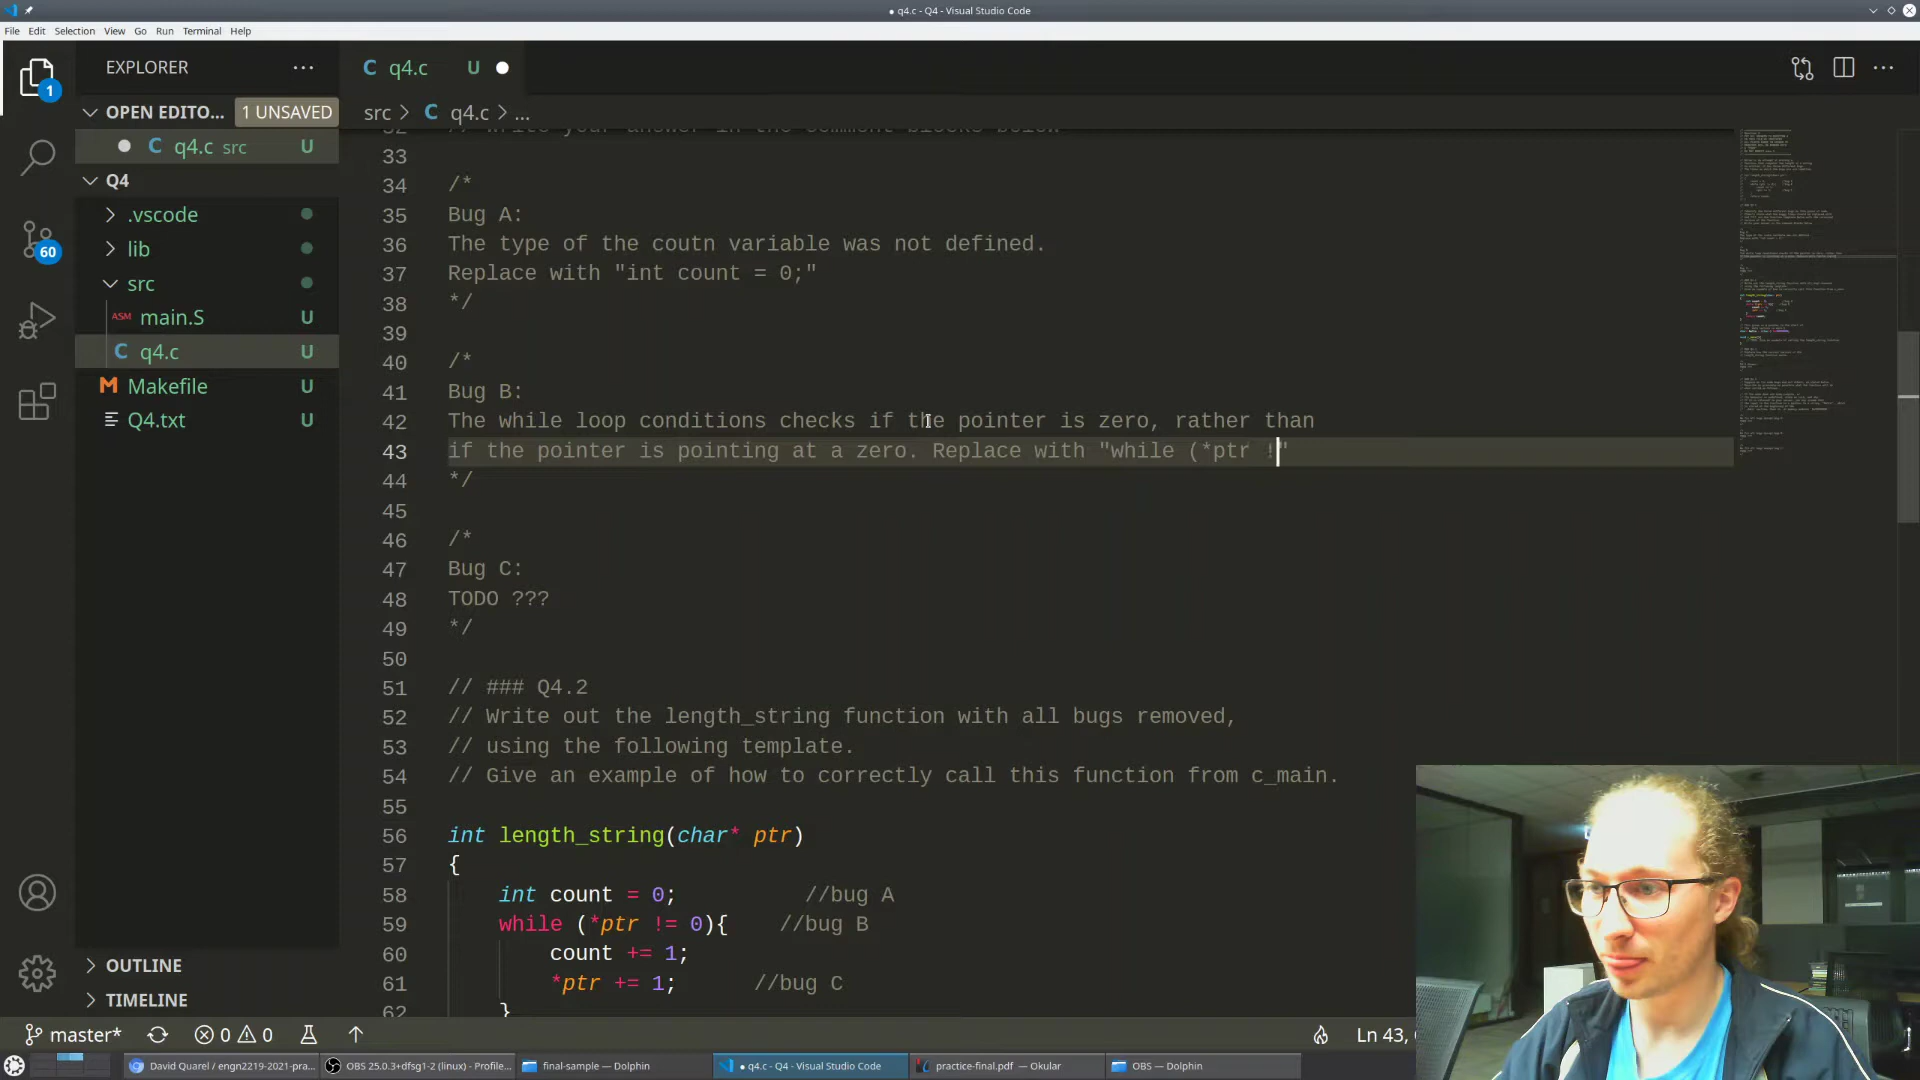 q4.c - Q4 - Visual Studio Code
File Edit Selection View Go Run Terminal Help
EXPLORER
q4.c U
OPEN EDITO... 1 UNSAVED
src > C q4.c > ...
C q4.c src U
Q4
.vscode
lib
src
ASM main.S U
C q4.c U
M Makefile U
Q4.txt U
1
60
32 // Write your answer in the comment blocks below
33
34 /*
35 Bug A:
36 The type of the coutn variable was not defined.
37 Replace with "int count = 0;"
38 */
39
40 /*
41 Bug B:
42 The while loop conditions checks if the pointer is zero, rather than
43 if the pointer is pointing at a zero. Replace with "while (*ptr !"
44 */
45
46 /*
47 Bug C:
48 TODO ???
49 */
50
51 // ### Q4.2
52 // Write out the length_string function with all bugs removed,
53 // using the following template.
54 // Give an example of how to correctly call this function from c_main.
55
56 int length_string(char* ptr)
57 {
58 int count = 0; //bug A
59 while (*ptr != 0){ //bug B
60 count += 1;
61 *ptr += 1; //bug C
62 }
OUTLINE
TIMELINE
master* 0 0 Ln 43,
David Quarel / engn2219-2021-pra... OBS 25.0.3+dfsg1-2 (linux) - Profile... final-sample — Dolphin q4.c - Q4 - Visual Studio Code practice-final.pdf — Okular OBS — Dolphin